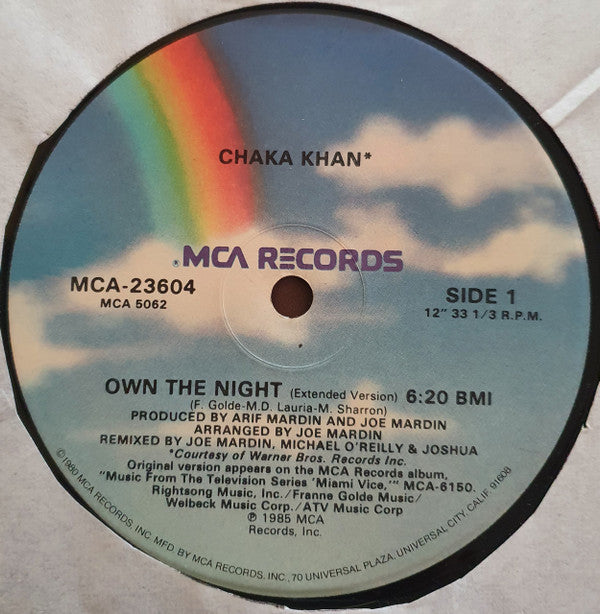 CHAKA KHAN*
® MCA RECORDS
MCA-23604
MCA 5062
SIDE 1
12" 33 1/3 R.P.M.
OWN THE NIGHT (Extended Version) 6:20 BMI
(F. Golde-M.D. Lauria-M. Sharron)
PRODUCED BY ARIF MARDIN AND JOE MARDIN
ARRANGED BY JOE MARDIN
REMIXED BY JOE MARDIN, MICHAEL O'REILLY & JOSHUA
*Courtesy of Warner Bros. Records Inc.
Original version appears on the MCA Records album,
"Music From The Television Series 'Miami Vice,'" MCA-6150.
Rightsong Music, Inc./Franne Golde Music/
Welbeck Music Corp./ATV Music Corp
℗ 1985 MCA
Records, Inc.
©1980 MCA RECORDS, INC. MFD. BY MCA RECORDS, INC., 70 UNIVERSAL PLAZA, UNIVERSAL CITY, CALIF. 91608